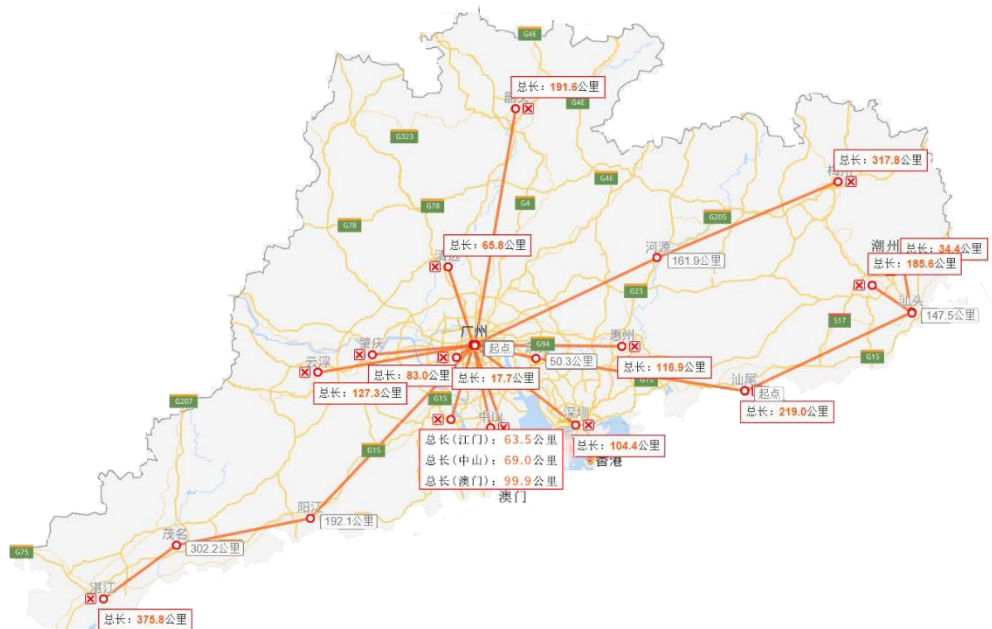 G4E
总长：191.6公里
G4E
G323
总长：317.8公里
G4E
G78
G4
G205
G78
总长：65.8公里
河源
161.9公里
潮州
总长：34.4公里
总长：185.6公里
G25
汕头
147.5公里
S17
广州
起点
G94
惠州
肇庆
50.3公里
G15
云浮
总长：83.0公里
总长：17.7公里
总长：116.9公里
G15
汕尾
起点
总长：127.3公里
总长：219.0公里
G207
G15
中山
深圳
总长(江门)：63.5公里
总长(中山)：69.0公里
总长(澳门)：99.9公里
总长：104.4公里
香港
G15
澳门
阳江
192.1公里
茂名
302.2公里
G75
湛江
总长：375.8公里